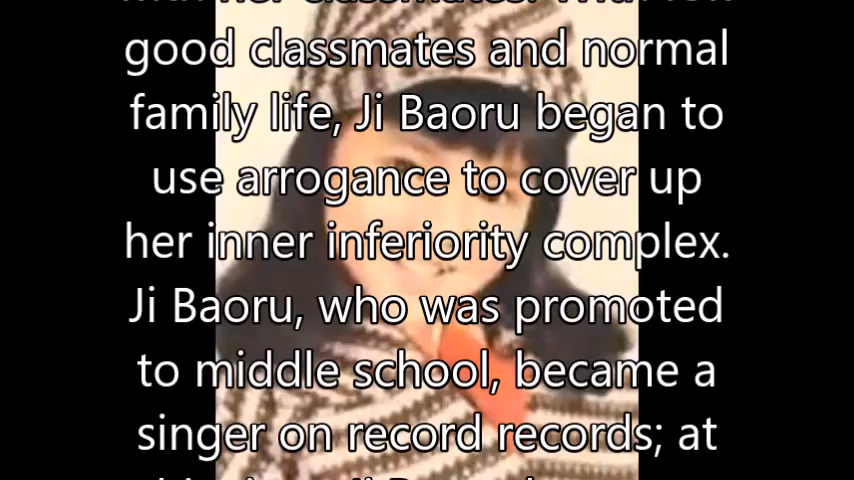 good classmates and normal
family life, Ji Baoru began to
use arrogance to cover up
her inner inferiority complex.
Ji Baoru, who was promoted
to middle school, became a
singer on record records; at